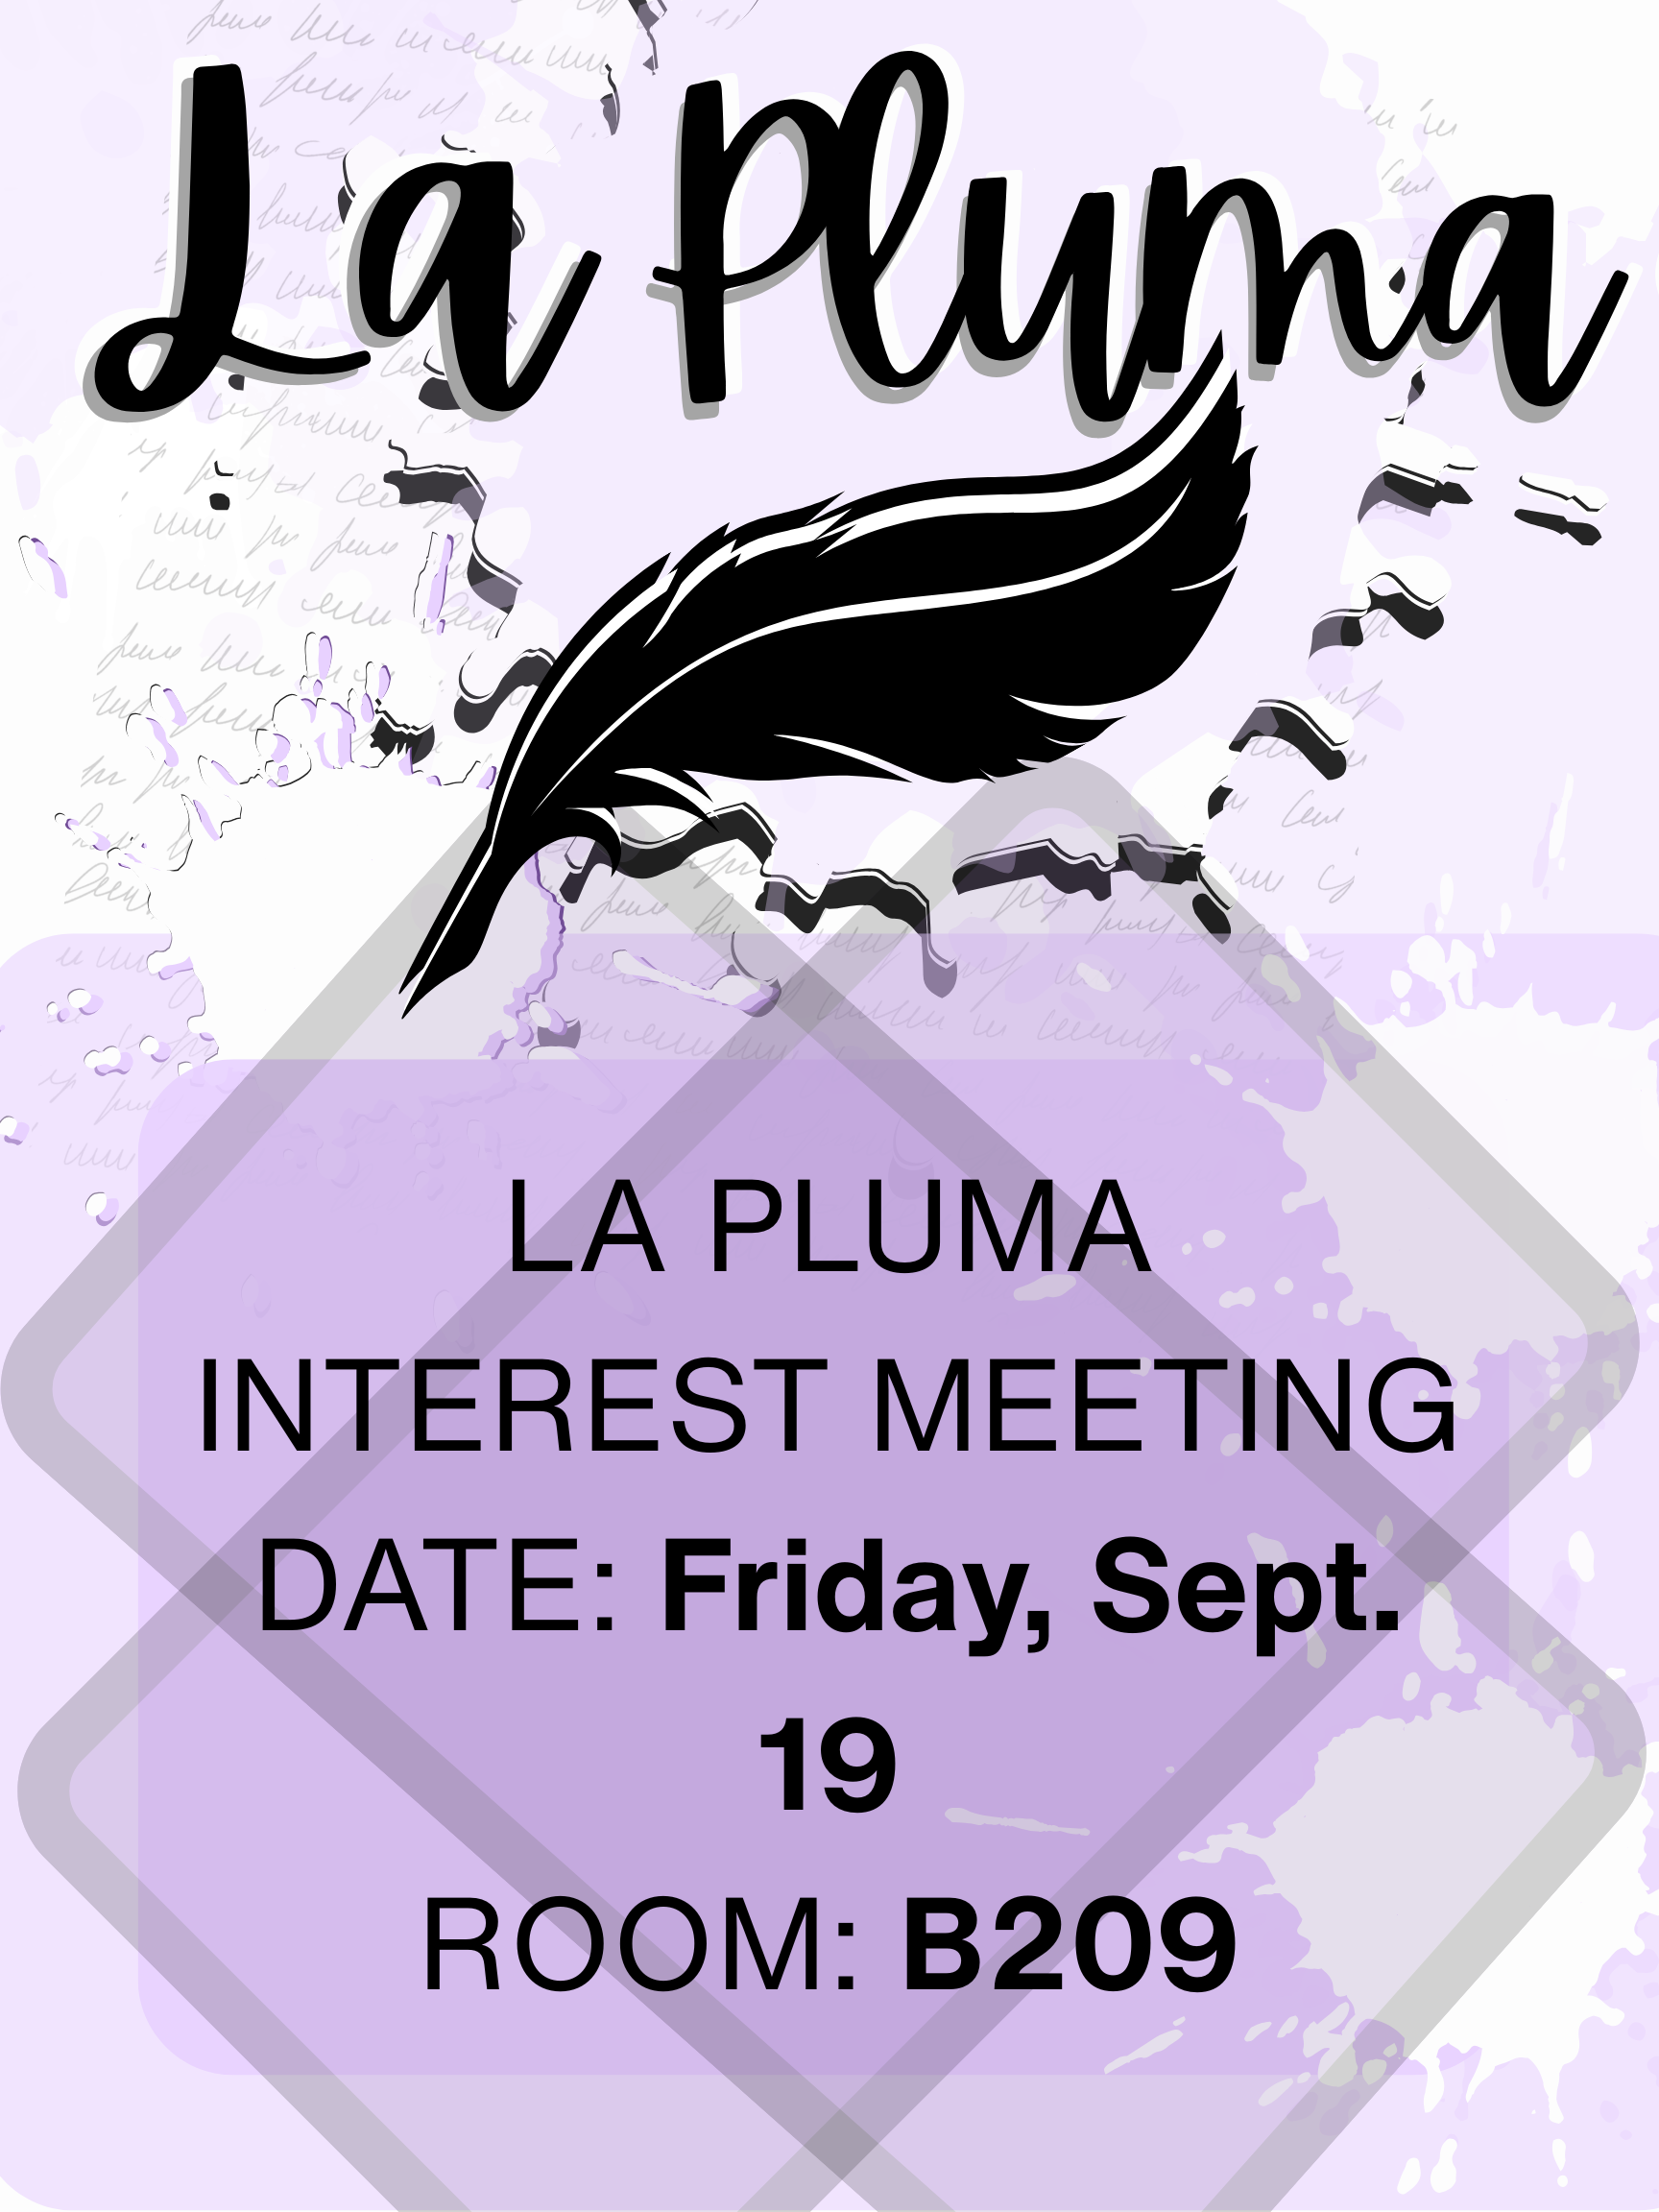 La Pluma
LA PLUMA
INTEREST MEETING
DATE: Friday, Sept.
19
ROOM: B209